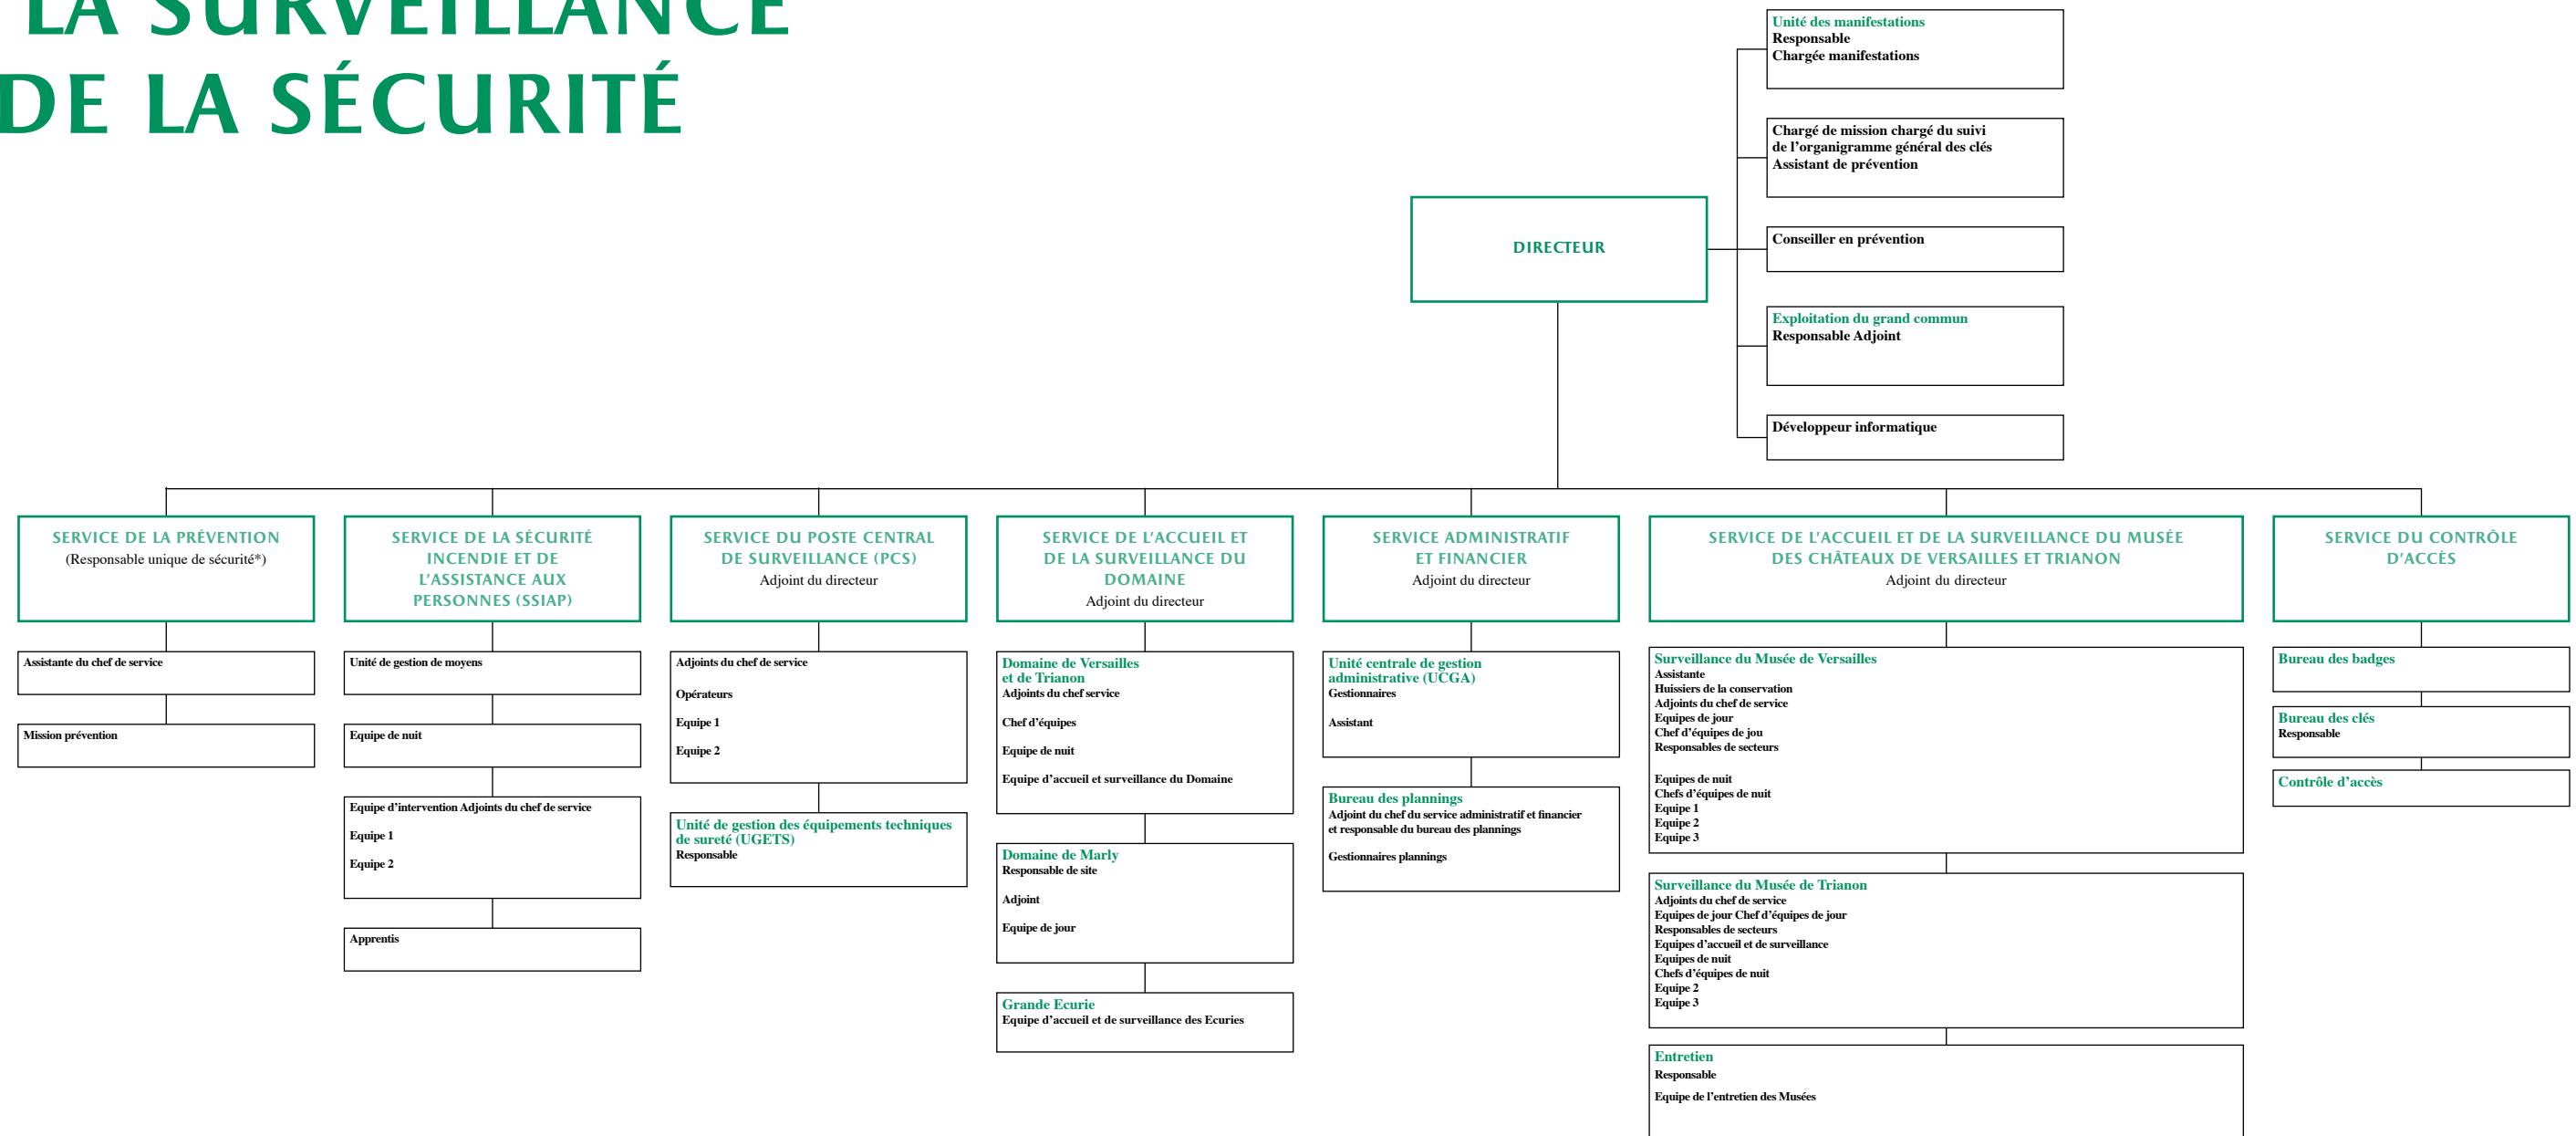 LA SURVEILLANCE
DE LA SÉCURITÉ
Unité des manifestations
Responsable
Chargée manifestations
Chargé de mission chargé du suivi
de l’organigramme général des clés
Assistant de prévention
DIRECTEUR
Conseiller en prévention
Exploitation du grand commun
Responsable Adjoint
Développeur informatique
SERVICE DE LA PRÉVENTION
(Responsable unique de sécurité*)
Assistante du chef de service
Mission prévention
SERVICE DE LA SÉCURITÉ
INCENDIE ET DE
L’ASSISTANCE AUX
PERSONNES (SSIAP)
Unité de gestion de moyens
Equipe de nuit
Equipe d’intervention Adjoints du chef de service
Equipe 1
Equipe 2
Apprentis
SERVICE DU POSTE CENTRAL
DE SURVEILLANCE (PCS)
Adjoint du directeur
Adjoints du chef de service
Opérateurs
Equipe 1
Equipe 2
Unité de gestion des équipements techniques
de sureté (UGETS)
Responsable
SERVICE DE L’ACCUEIL ET
DE LA SURVEILLANCE DU
DOMAINE
Adjoint du directeur
Domaine de Versailles
et de Trianon
Adjoints du chef service
Chef d’équipes
Equipe de nuit
Equipe d’accueil et surveillance du Domaine
Domaine de Marly
Responsable de site
Adjoint
Equipe de jour
Grande Ecurie
Equipe d’accueil et de surveillance des Ecuries
SERVICE ADMINISTRATIF
ET FINANCIER
Adjoint du directeur
Unité centrale de gestion
administrative (UCGA)
Gestionnaires
Assistant
Bureau des plannings
Adjoint du chef du service administratif et financier
et responsable du bureau des plannings
Gestionnaires plannings
SERVICE DE L’ACCUEIL ET DE LA SURVEILLANCE DU MUSÉE
DES CHÂTEAUX DE VERSAILLES ET TRIANON
Adjoint du directeur
Surveillance du Musée de Versailles
Assistante
Huissiers de la conservation
Adjoints du chef de service
Equipes de jour
Chef d’équipes de jou
Responsables de secteurs
Equipes de nuit
Chefs d’équipes de nuit
Equipe 1
Equipe 2
Equipe 3
Surveillance du Musée de Trianon
Adjoints du chef de service
Equipes de jour Chef d’équipes de jour
Responsables de secteurs
Equipes d’accueil et de surveillance
Equipes de nuit
Chefs d’équipes de nuit
Equipe 2
Equipe 3
Entretien
Responsable
Equipe de l’entretien des Musées
SERVICE DU CONTRÔLE
D’ACCÈS
Bureau des badges
Bureau des clés
Responsable
Contrôle d’accès